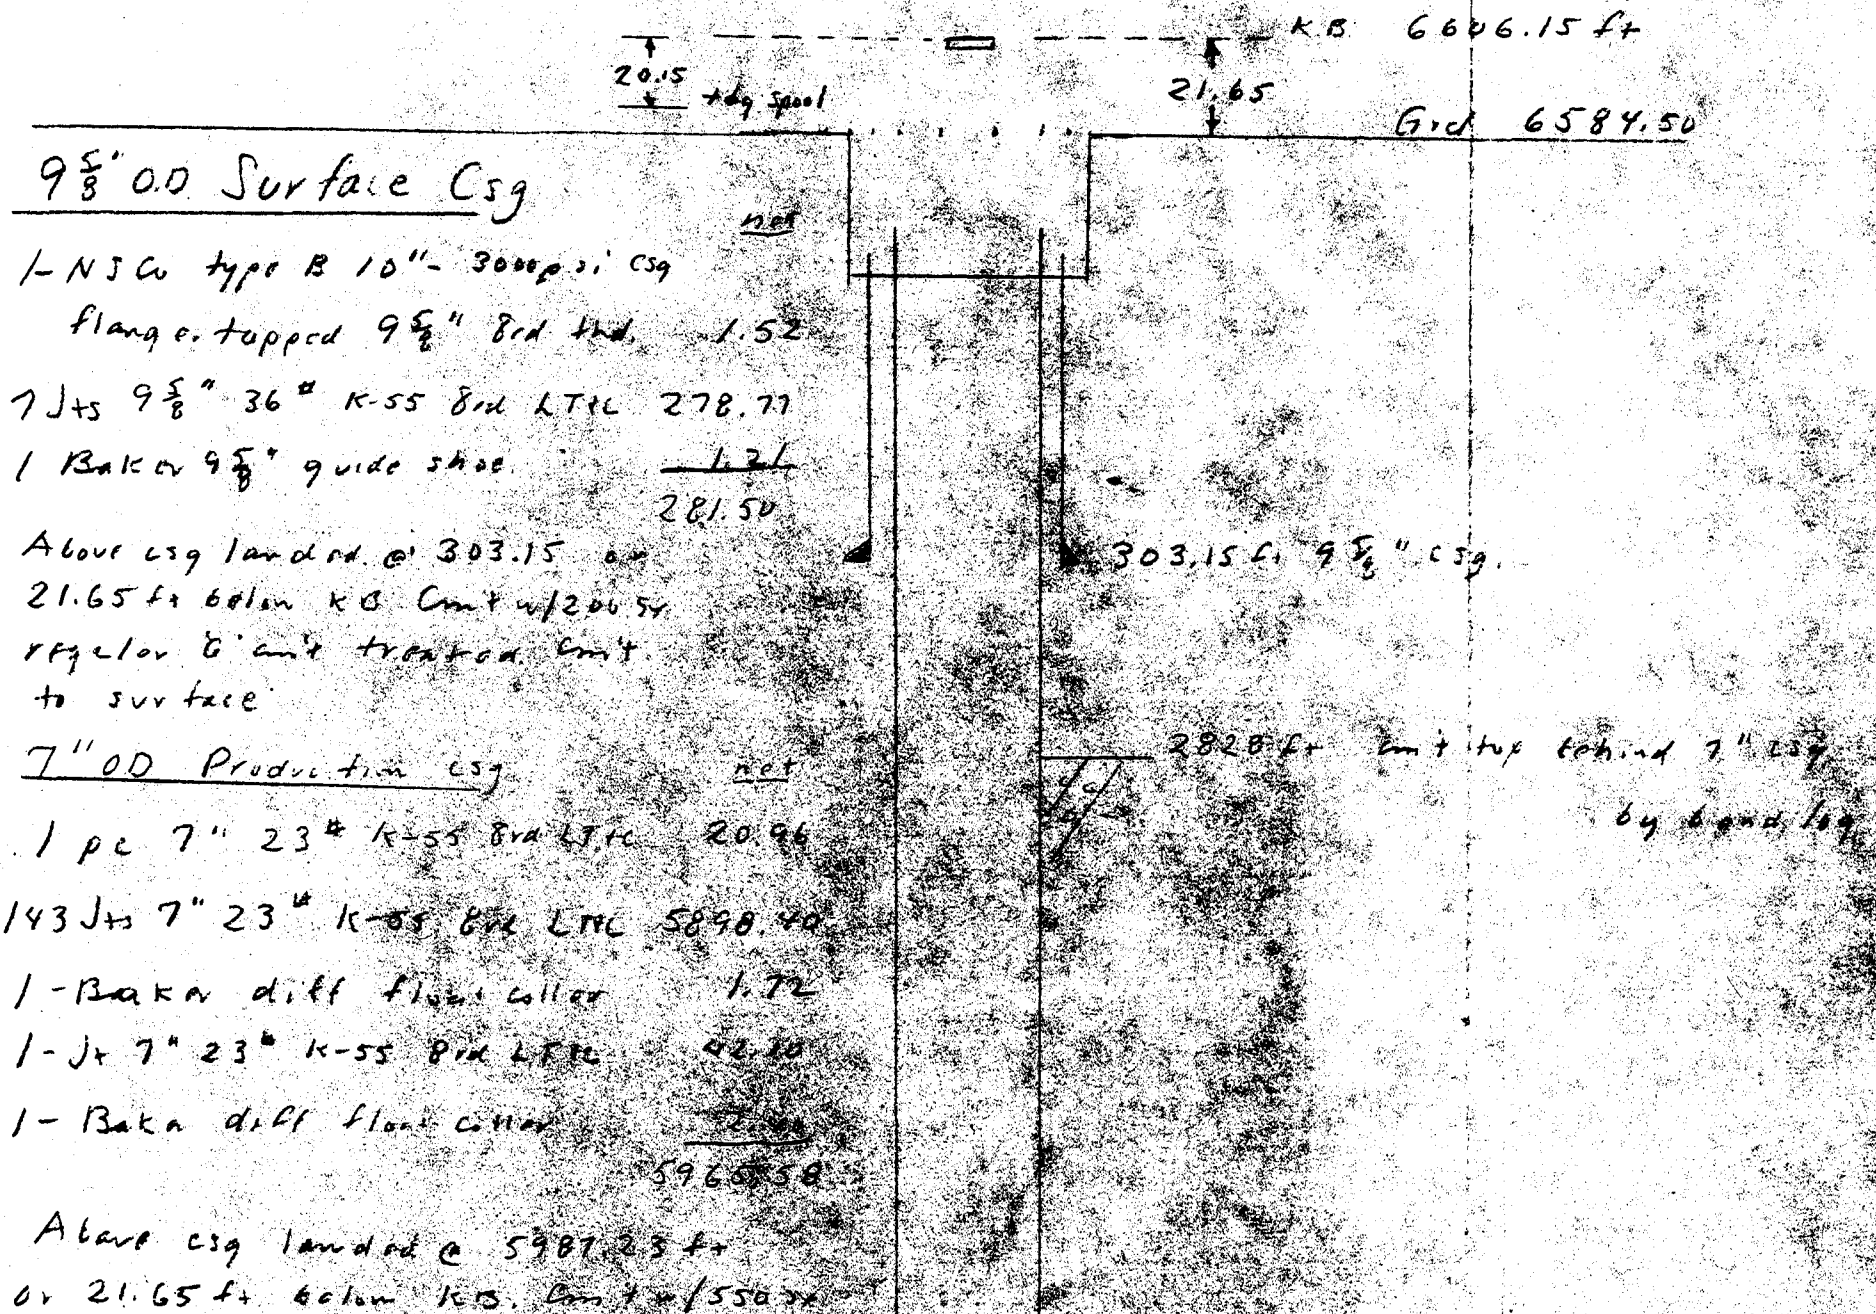 KB 6606.15 ft
20.15
tbg spool
21.65
Grd 6584.50
9 5/8" O.D Surface Csg
net
1- NSCo type B 10"- 3000psi csg
flange. tapped 9 5/8" 8rd thd. 1.52
7 Jts 9 5/8" 36# K-55 8rd LT&C 278.77
1 Baker 9 5/8" guide shoe. 1.21
281.50
Above csg landed @ 303.15 or
21.65 ft below KB Cmt w/200 sx
regular G cmt treated. Cmt
to surface
303.15 ft 9 5/8" csg.
2828 ft cmt top behind 7" csg
by bond log
7" OD Production csg net
1 pc 7" 23# K-55 8rd LT&C 20.96
143 Jts 7" 23# K-55 8rd LT&C 5898.40
1 - Baker diff float collar 1.72
1 - Jt 7" 23# K-55 8rd LT&C 42.20
1 - Baker diff float collar
5965.58
Above csg landed @ 5987.23 ft
or 21.65 ft below KB. Cmt w/550 sx